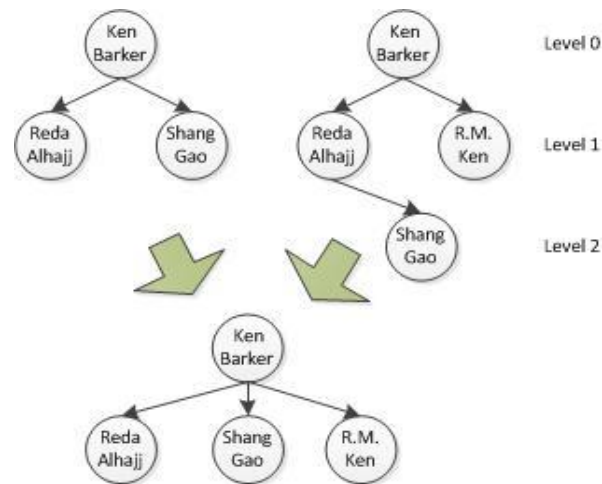 Ken
Barker
Ken
Barker
Level 0
Reda
Alhajj
Shang
Gao
Reda
Alhajj
R.M.
Ken
Level 1
Shang
Gao
Level 2
Ken
Barker
Reda
Alhajj
Shang
Gao
R.M.
Ken